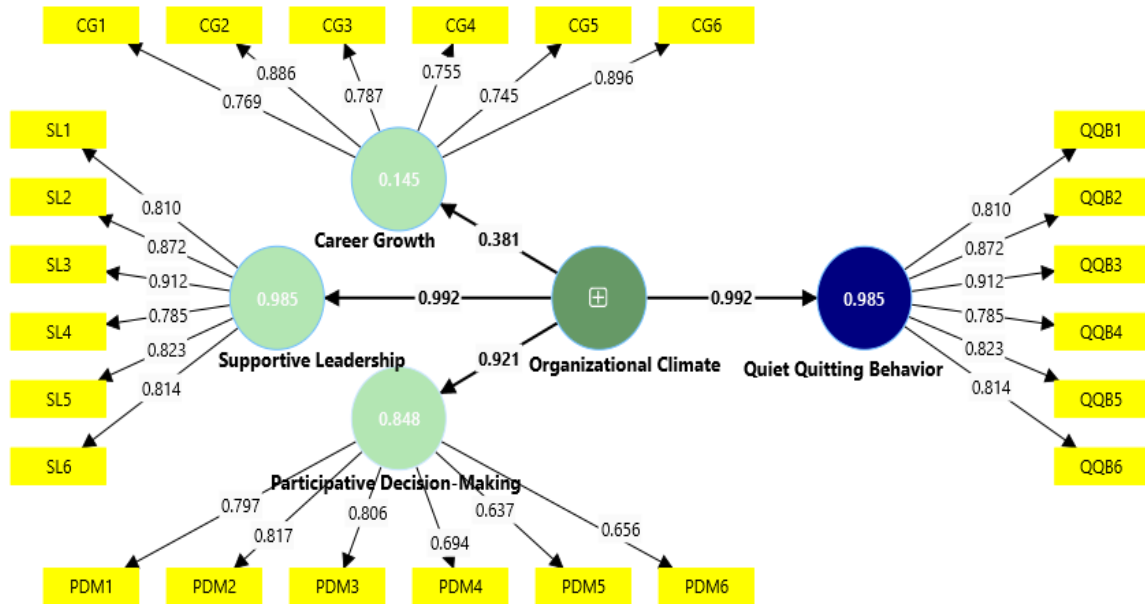 CG1 CG2 CG3 CG4 CG5 CG6
0.769 0.886 0.787 0.755 0.745 0.896
0.145
Career Growth
SL1
SL2
SL3
SL4
SL5
SL6
0.810
0.872
0.912
0.785
0.823
0.814
0.985
Supportive Leadership
0.381
0.992
0.921
Organizational Climate
0.992
0.985
Quiet Quitting Behavior
0.810
0.872
0.912
0.785
0.823
0.814
QQB1
QQB2
QQB3
QQB4
QQB5
QQB6
0.848
Participative Decision-Making
0.797 0.817 0.806 0.694 0.637 0.656
PDM1 PDM2 PDM3 PDM4 PDM5 PDM6